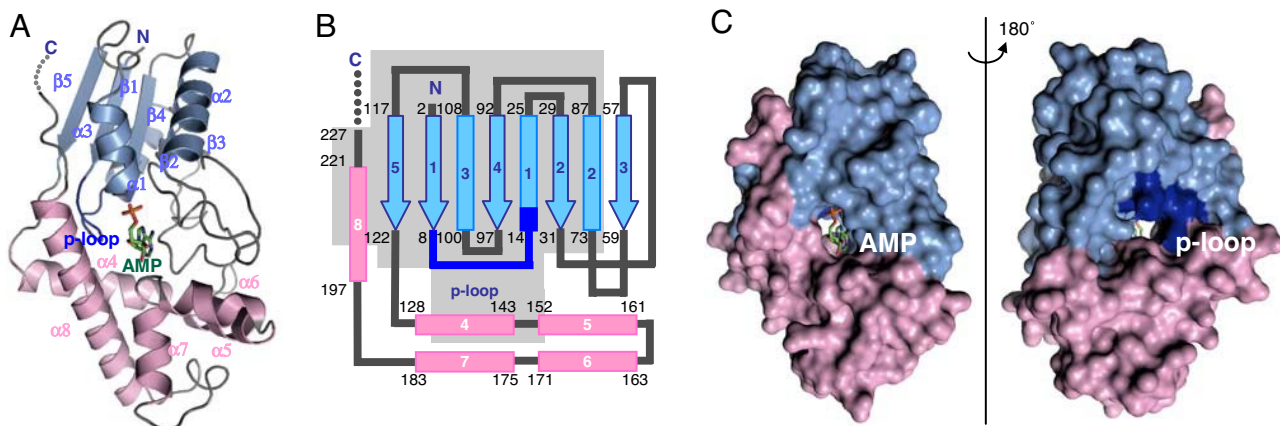 A
C
N
β5
β1
α2
β4
α3
β3
β2
α1
p-loop
AMP
α4
α6
α8
α7
α5
B
C
N
117 2 108 92 25 29 87 57
227
221
5 1 3 4 1 2 2 3
8
122 8 100 97 14 31 73 59
197
p-loop
128 143 152 161
4 5
7 6
183 175 171 163
C
180°
AMP
p-loop